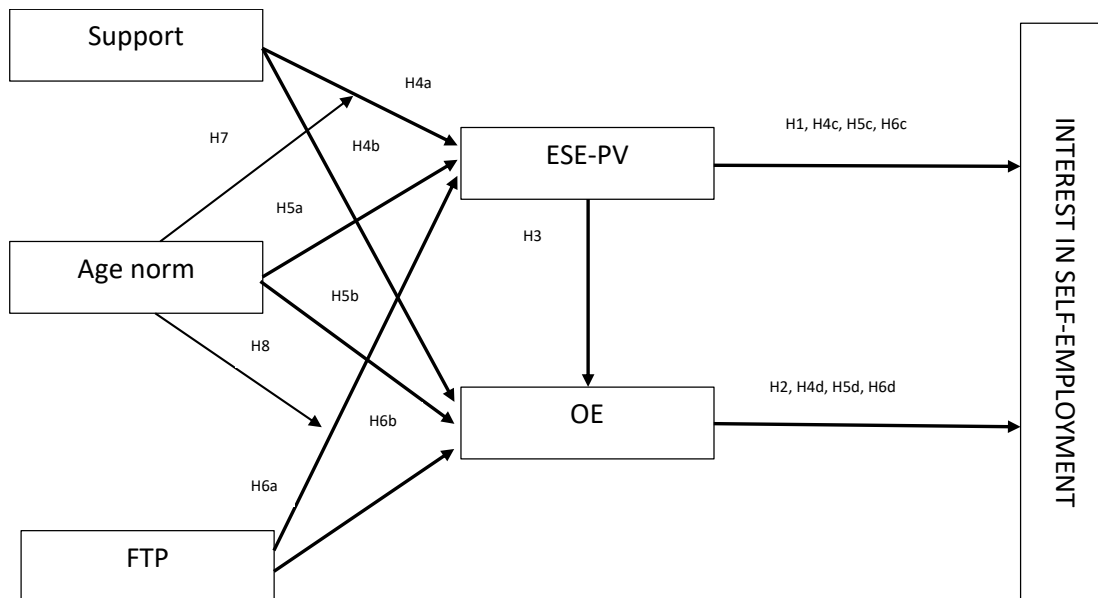 Support
H4a
H7
H4b
H1, H4c, H5c, H6c
ESE-PV
H5a
H3
Age norm
H5b
H8
H2, H4d, H5d, H6d
OE
H6b
H6a
FTP
INTEREST IN SELF-EMPLOYMENT